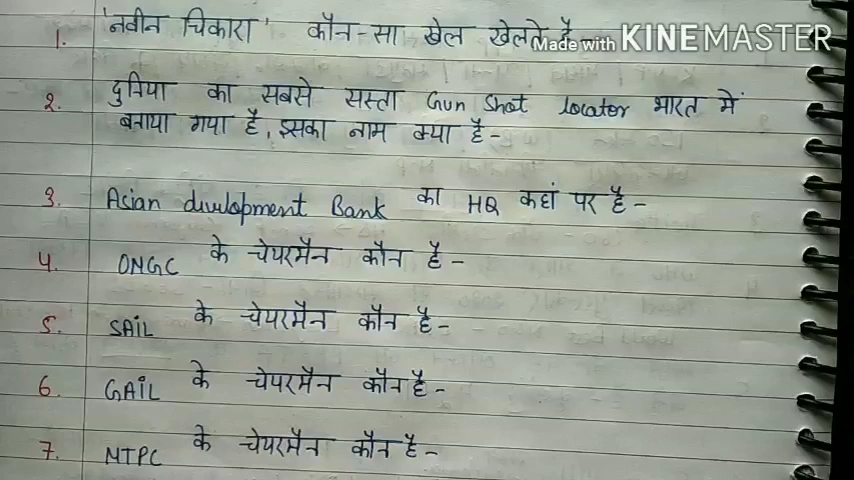 1. 'नवीन चिकारा' कौन-सा खेल खेलते है-
Made with KINEMASTER
2. दुनिया का सबसे सस्ता Gun Shot locator भारत में
बनाया गया है, इसका नाम क्या है-
3. Asian development Bank का HQ कहां पर है-
4. ONGC के चेयरमैन कौन है-
5. SAIL के चेयरमैन कौन है-
6. GAIL के चेयरमैन कौन है-
7. NTPC के चेयरमैन कौन है-